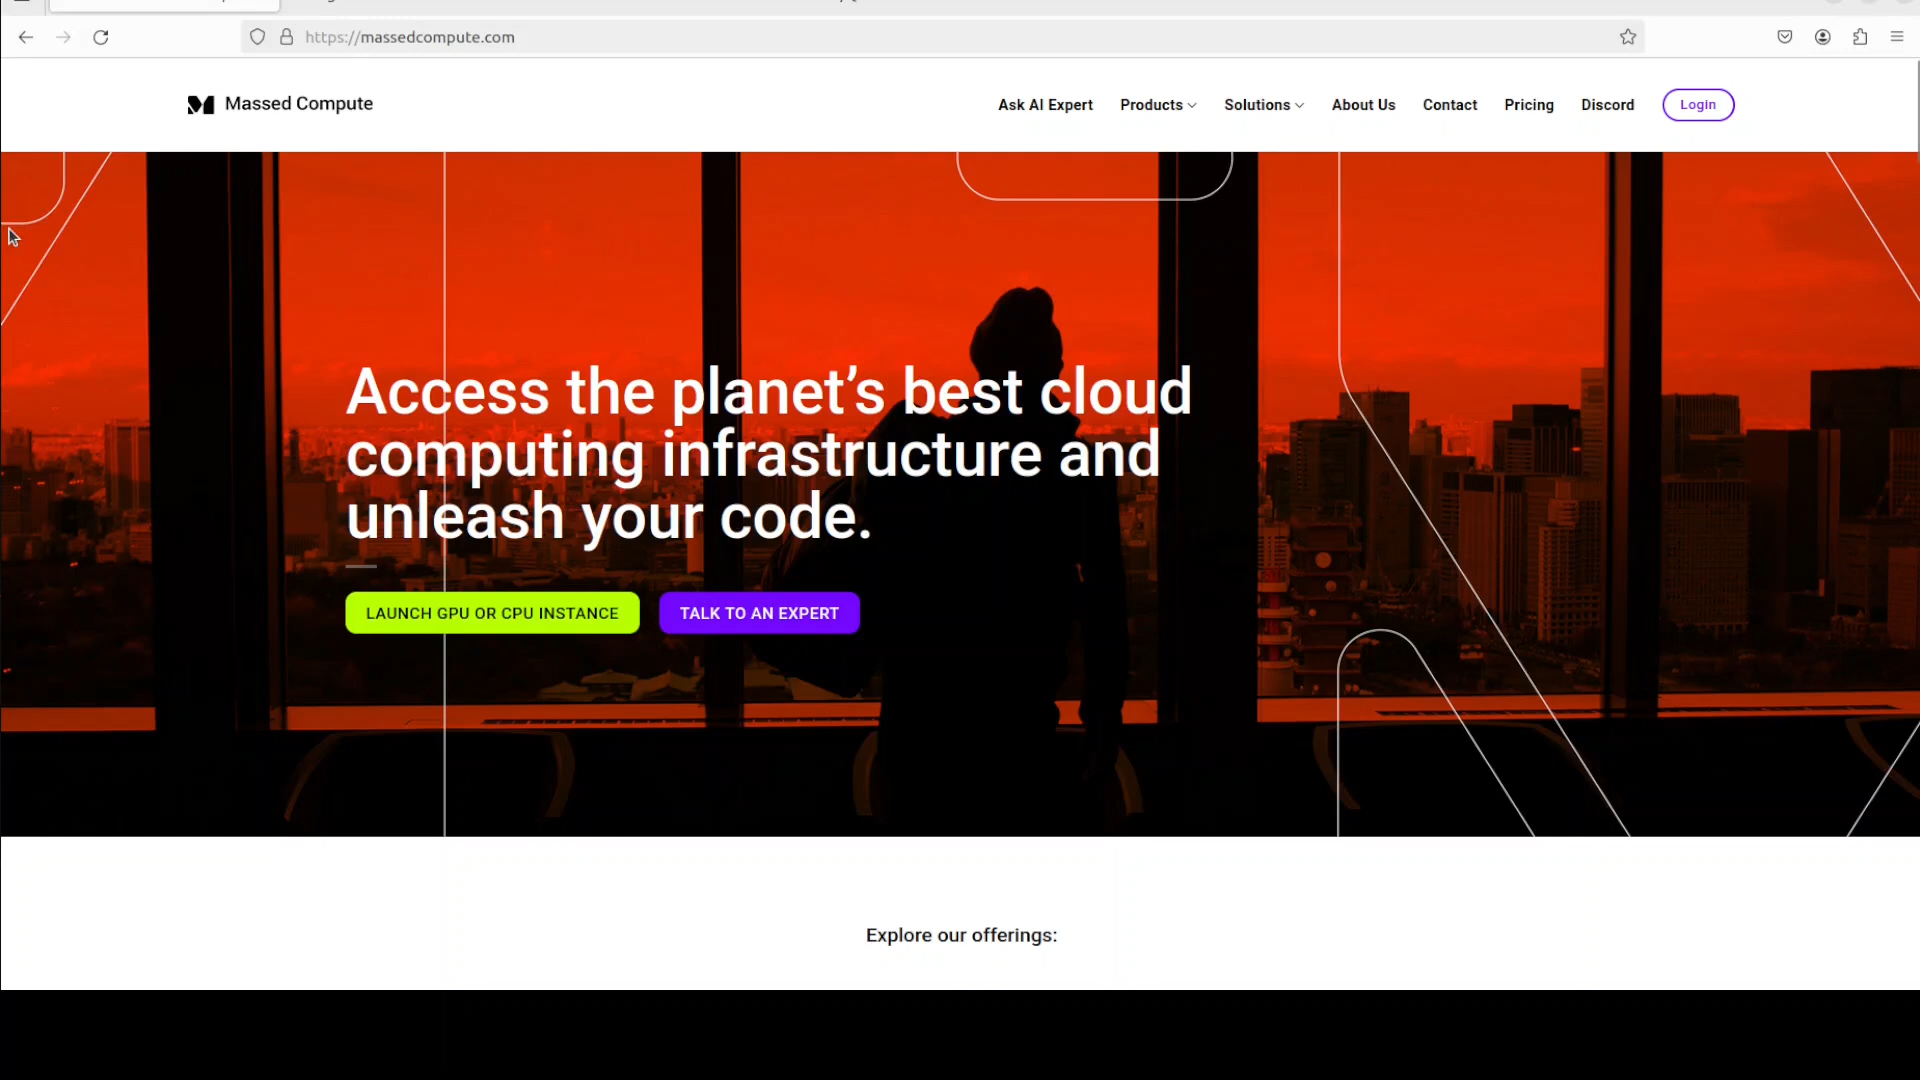 https://massedcompute.com
Massed Compute
Ask AI Expert Products Solutions About Us Contact Pricing Discord Login
Access the planet’s best cloud
computing infrastructure and
unleash your code.
LAUNCH GPU OR CPU INSTANCE TALK TO AN EXPERT
Explore our offerings: